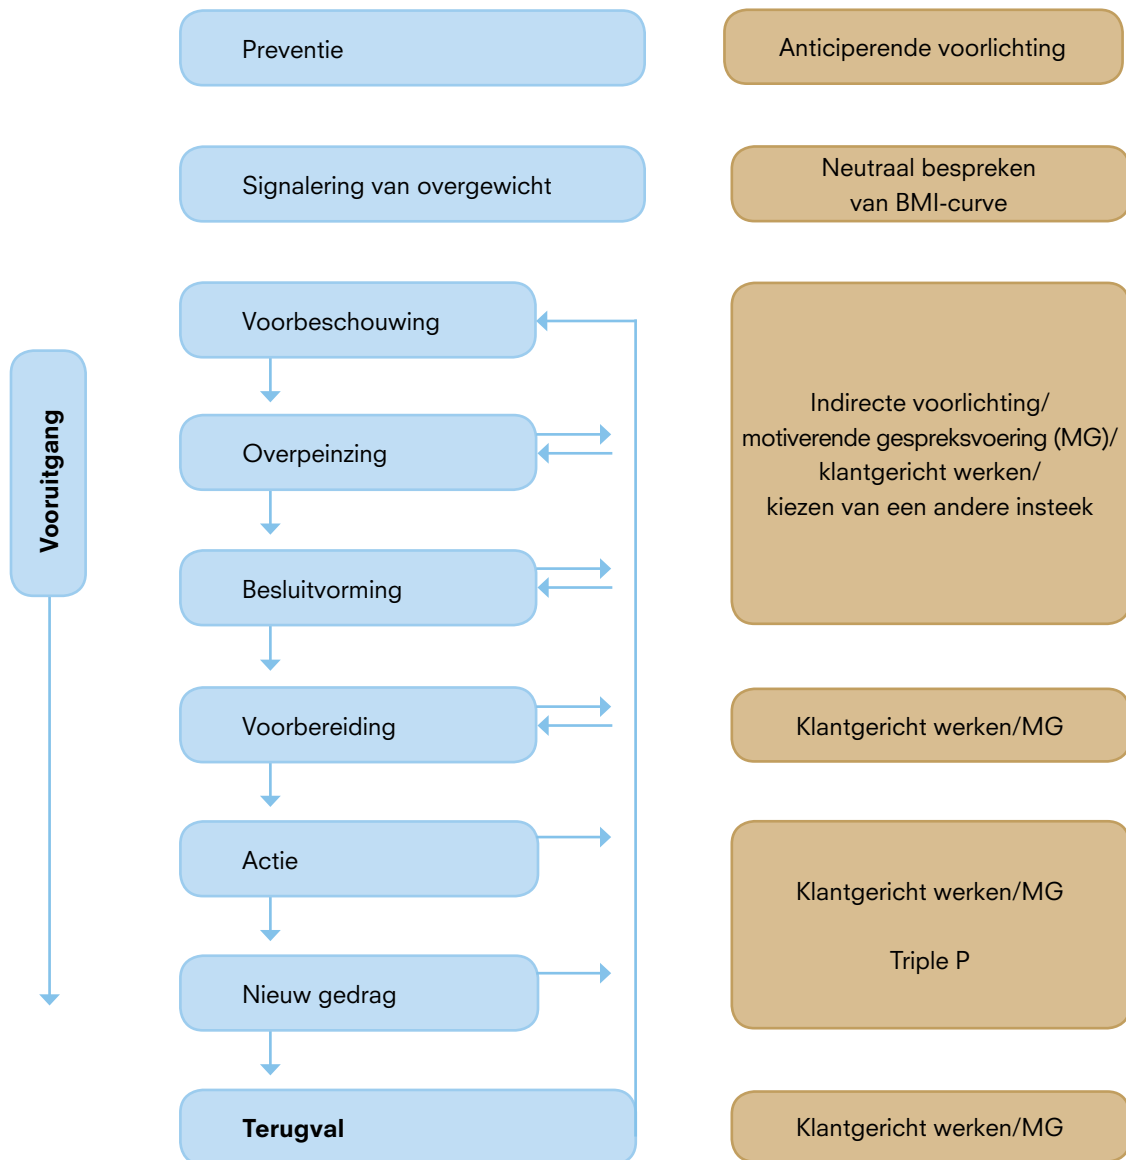 Preventie
Anticiperende voorlichting
Signalering van overgewicht
Neutraal bespreken
van BMI-curve
Vooruitgang
Voorbeschouwing
Overpeinzing
Besluitvorming
Indirecte voorlichting/
motiverende gespreksvoering (MG)/
klantgericht werken/
kiezen van een andere insteek
Voorbereiding
Klantgericht werken/MG
Actie
Nieuw gedrag
Klantgericht werken/MG
Triple P
Terugval
Klantgericht werken/MG